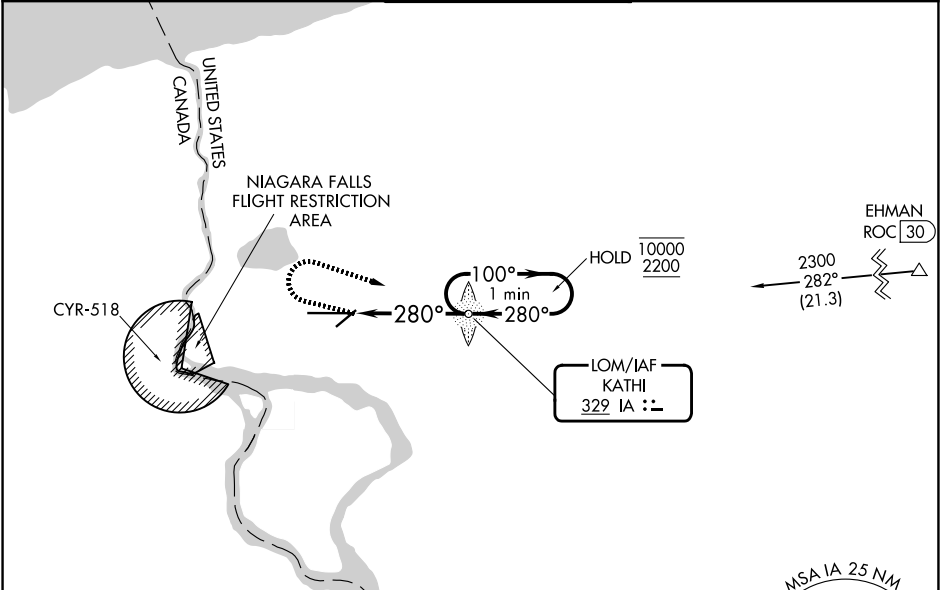 UNITED STATES
CANADA
NIAGARA FALLS
FLIGHT RESTRICTION
AREA
CYR-518
280°
100°
1 min
280°
HOLD
10000
2200
EHMAN
ROC 30
2300
282°
(21.3)
LOM/IAF
KATHI
329 IA
MSA IA 25 NM